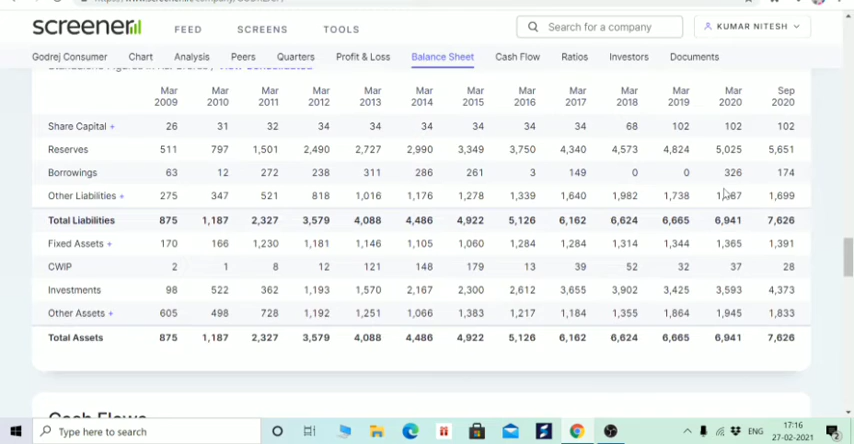 screener
FEED SCREENS TOOLS
Search for a company
KUMAR NITESH
Godrej Consumer Chart Analysis Peers Quarters Profit & Loss Balance Sheet Cash Flow Ratios Investors Documents
Mar 2009 Mar 2010 Mar 2011 Mar 2012 Mar 2013 Mar 2014 Mar 2015 Mar 2016 Mar 2017 Mar 2018 Mar 2019 Mar 2020 Sep 2020
Share Capital + 26 31 32 34 34 34 34 34 34 68 102 102 102
Reserves 511 797 1,501 2,490 2,727 2,990 3,349 3,750 4,340 4,573 4,824 5,025 5,651
Borrowings 63 12 272 238 311 286 261 3 149 0 0 326 174
Other Liabilities + 275 347 521 818 1,016 1,176 1,278 1,339 1,640 1,982 1,738 1,699
Total Liabilities 875 1,187 2,327 3,579 4,088 4,486 4,922 5,126 6,162 6,624 6,665 6,941 7,626
Fixed Assets + 170 166 1,230 1,181 1,146 1,105 1,060 1,284 1,284 1,314 1,344 1,365 1,391
CWIP 2 1 8 12 121 148 179 13 39 52 32 37 28
Investments 98 522 362 1,193 1,570 2,167 2,300 2,612 3,655 3,902 3,425 3,593 4,373
Other Assets + 605 498 728 1,192 1,251 1,066 1,383 1,217 1,184 1,355 1,864 1,945 1,833
Total Assets 875 1,187 2,327 3,579 4,088 4,486 4,922 5,126 6,162 6,624 6,665 6,941 7,626
Cash Flows
Type here to search
ENG
17:16
27-02-2021
2